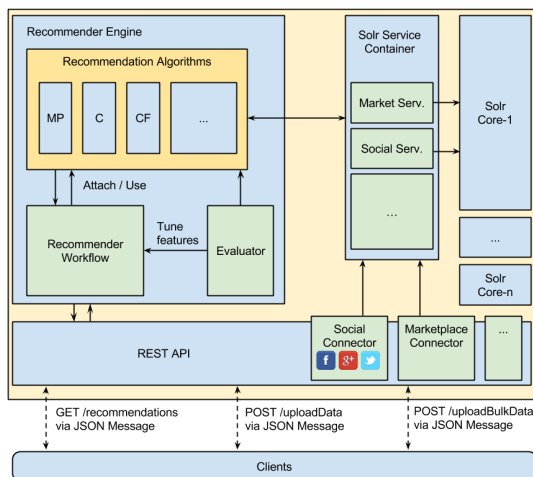 Recommender Engine
Recommendation Algorithms
MP
C
CF
...
Attach / Use
Tune
features
Recommender
Workflow
Evaluator
Solr Service
Container
Market Serv.
Social Serv.
...
Solr
Core-1
...
Solr
Core-n
REST API
Social
Connector
f
g+
Marketplace
Connector
...
GET /recommendations
via JSON Message
POST /uploadData
via JSON Message
POST /uploadBulkData
via JSON Message
Clients